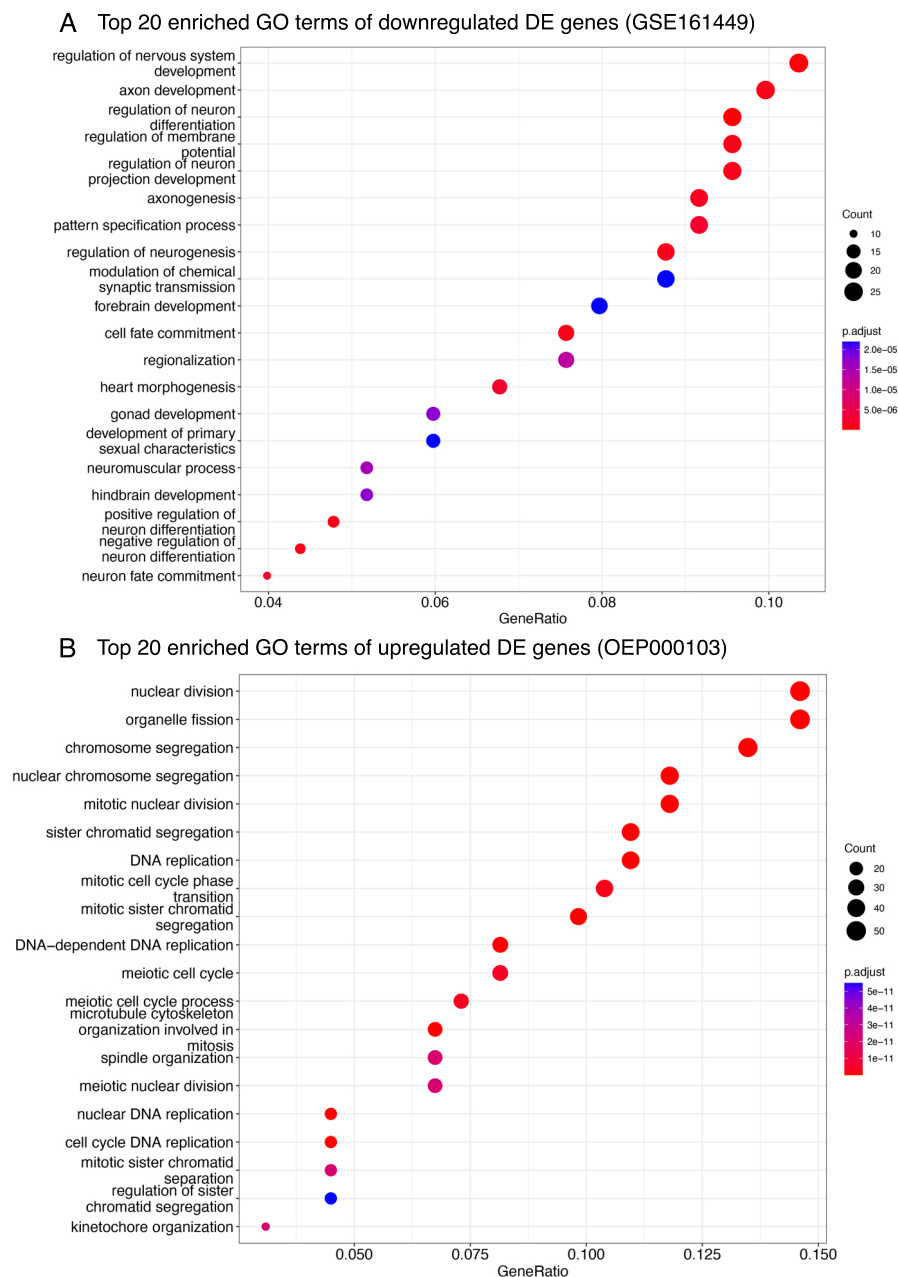 A Top 20 enriched GO terms of downregulated DE genes (GSE161449)
regulation of nervous system
development
axon development
regulation of neuron
differentiation
regulation of membrane
potential
regulation of neuron
projection development
axonogenesis
pattern specification process
regulation of neurogenesis
modulation of chemical
synaptic transmission
forebrain development
cell fate commitment
regionalization
heart morphogenesis
gonad development
development of primary
sexual characteristics
neuromuscular process
hindbrain development
positive regulation of
neuron differentiation
negative regulation of
neuron differentiation
neuron fate commitment
0.04 0.06 0.08 0.10
GeneRatio
Count
10
15
20
25
p.adjust
2.0e−05
1.5e−05
1.0e−05
5.0e−06
B Top 20 enriched GO terms of upregulated DE genes (OEP000103)
nuclear division
organelle fission
chromosome segregation
nuclear chromosome segregation
mitotic nuclear division
sister chromatid segregation
DNA replication
mitotic cell cycle phase
transition
mitotic sister chromatid
segregation
DNA−dependent DNA replication
meiotic cell cycle
meiotic cell cycle process
microtubule cytoskeleton
organization involved in
mitosis
spindle organization
meiotic nuclear division
nuclear DNA replication
cell cycle DNA replication
mitotic sister chromatid
separation
regulation of sister
chromatid segregation
kinetochore organization
0.050 0.075 0.100 0.125 0.150
GeneRatio
Count
20
30
40
50
p.adjust
5e−11
4e−11
3e−11
2e−11
1e−11